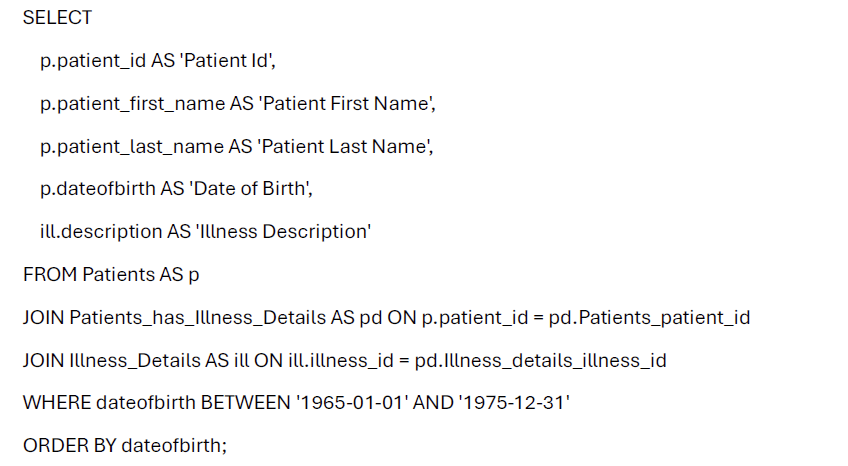 SELECT
p.patient_id AS 'Patient Id',
p.patient_first_name AS 'Patient First Name',
p.patient_last_name AS 'Patient Last Name',
p.dateofbirth AS 'Date of Birth',
ill.description AS 'Illness Description'
FROM Patients AS p
JOIN Patients_has_Illness_Details AS pd ON p.patient_id = pd.Patients_patient_id
JOIN Illness_Details AS ill ON ill.illness_id = pd.Illness_details_illness_id
WHERE dateofbirth BETWEEN '1965-01-01' AND '1975-12-31'
ORDER BY dateofbirth;